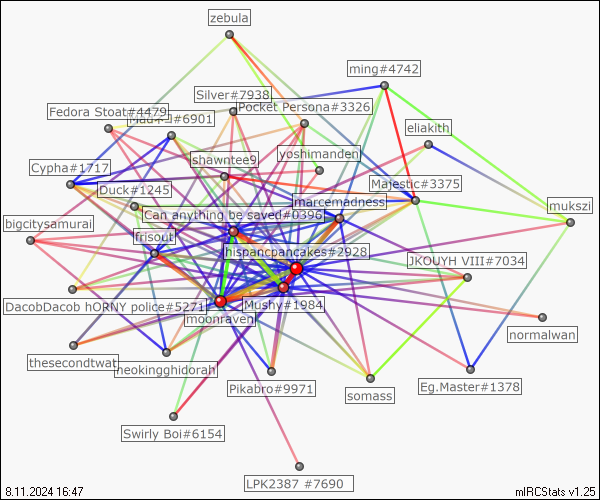 zebula
ming#4742
Silver#7938
Pocket Persona#3326
Fedora Stoat#4479
eliakith
shawntee9
yoshimanden
Cypha#1717
Majestic#3375
Duck#1245
marcemadness
mukszi
Can anything be saved#0396
bigcitysamurai
frisout
hispancpancakes#2928
JKOUYH VIII#7034
DacobDacob hORNY police#5271
Mushy#1984
moonraven
normalwan
thesecondtwat
neokingghidorah
Pikabro#9971
somass
Eg.Master#1378
Swirly Boi#6154
LPK2387 #7690
8.11.2024 16:47
mIRCStats v1.25